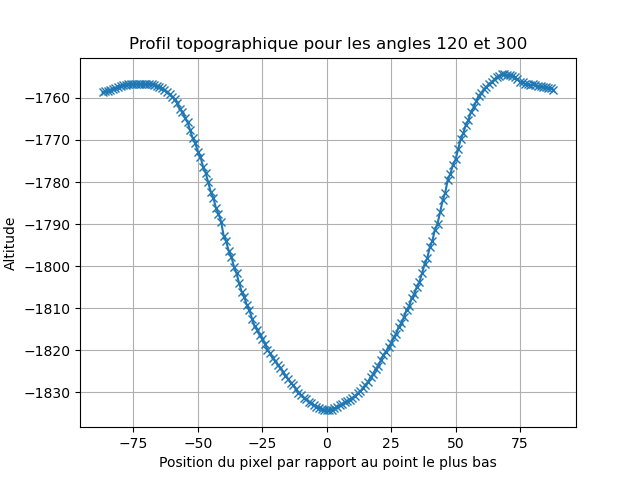 Profil topographique pour les angles 120 et 300
Altitude
−1760
−1770
−1780
−1790
−1800
−1810
−1820
−1830
−75 −50 −25 0 25 50 75
Position du pixel par rapport au point le plus bas